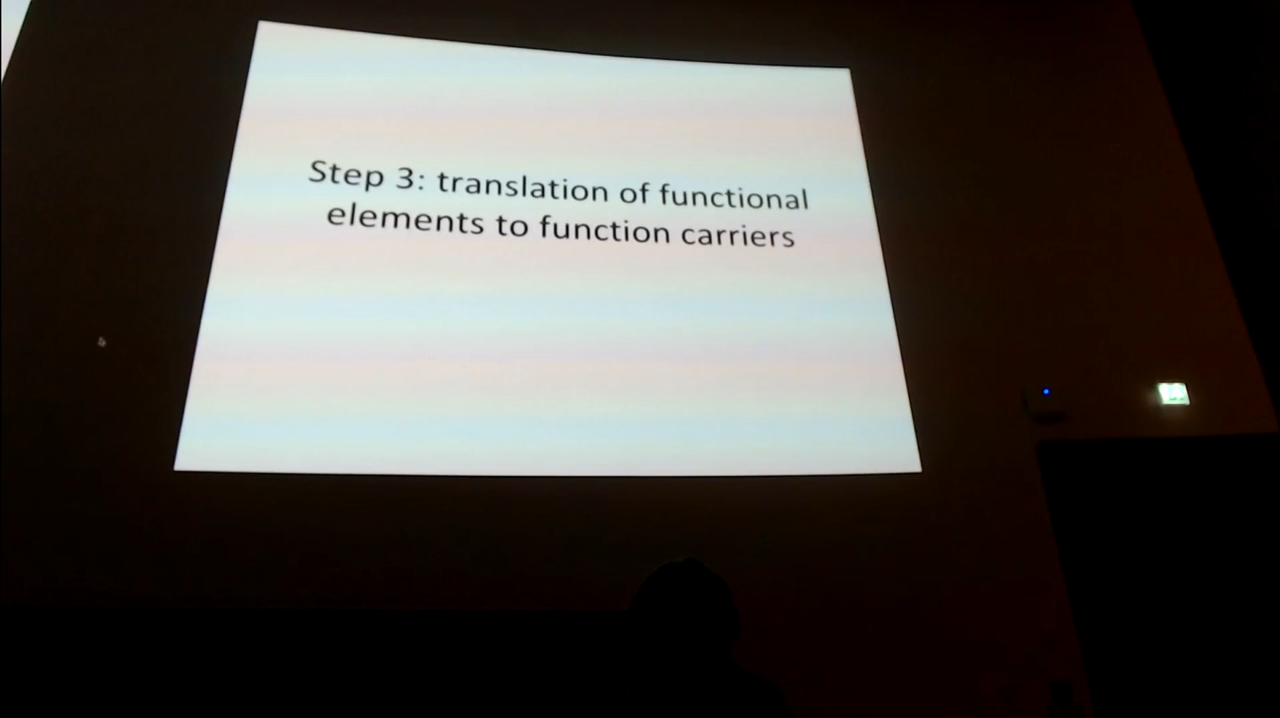 Step 3: translation of functional
elements to function carriers